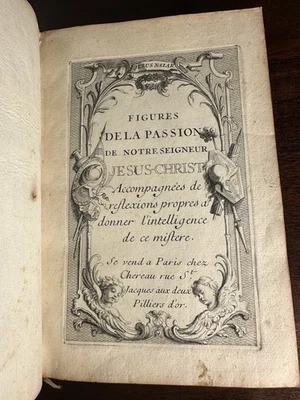 JESUS NAZAR
FIGURES
DE LA PASSION
DE NOTRE SEIGNEUR
JESUS-CHRIST
Accompagnées de
reflexions propres a
donner l'intelligence
de ce mistere.
Se vend a Paris chez
Chereau rue St.
Jacques aux deux
Pilliers d'or.